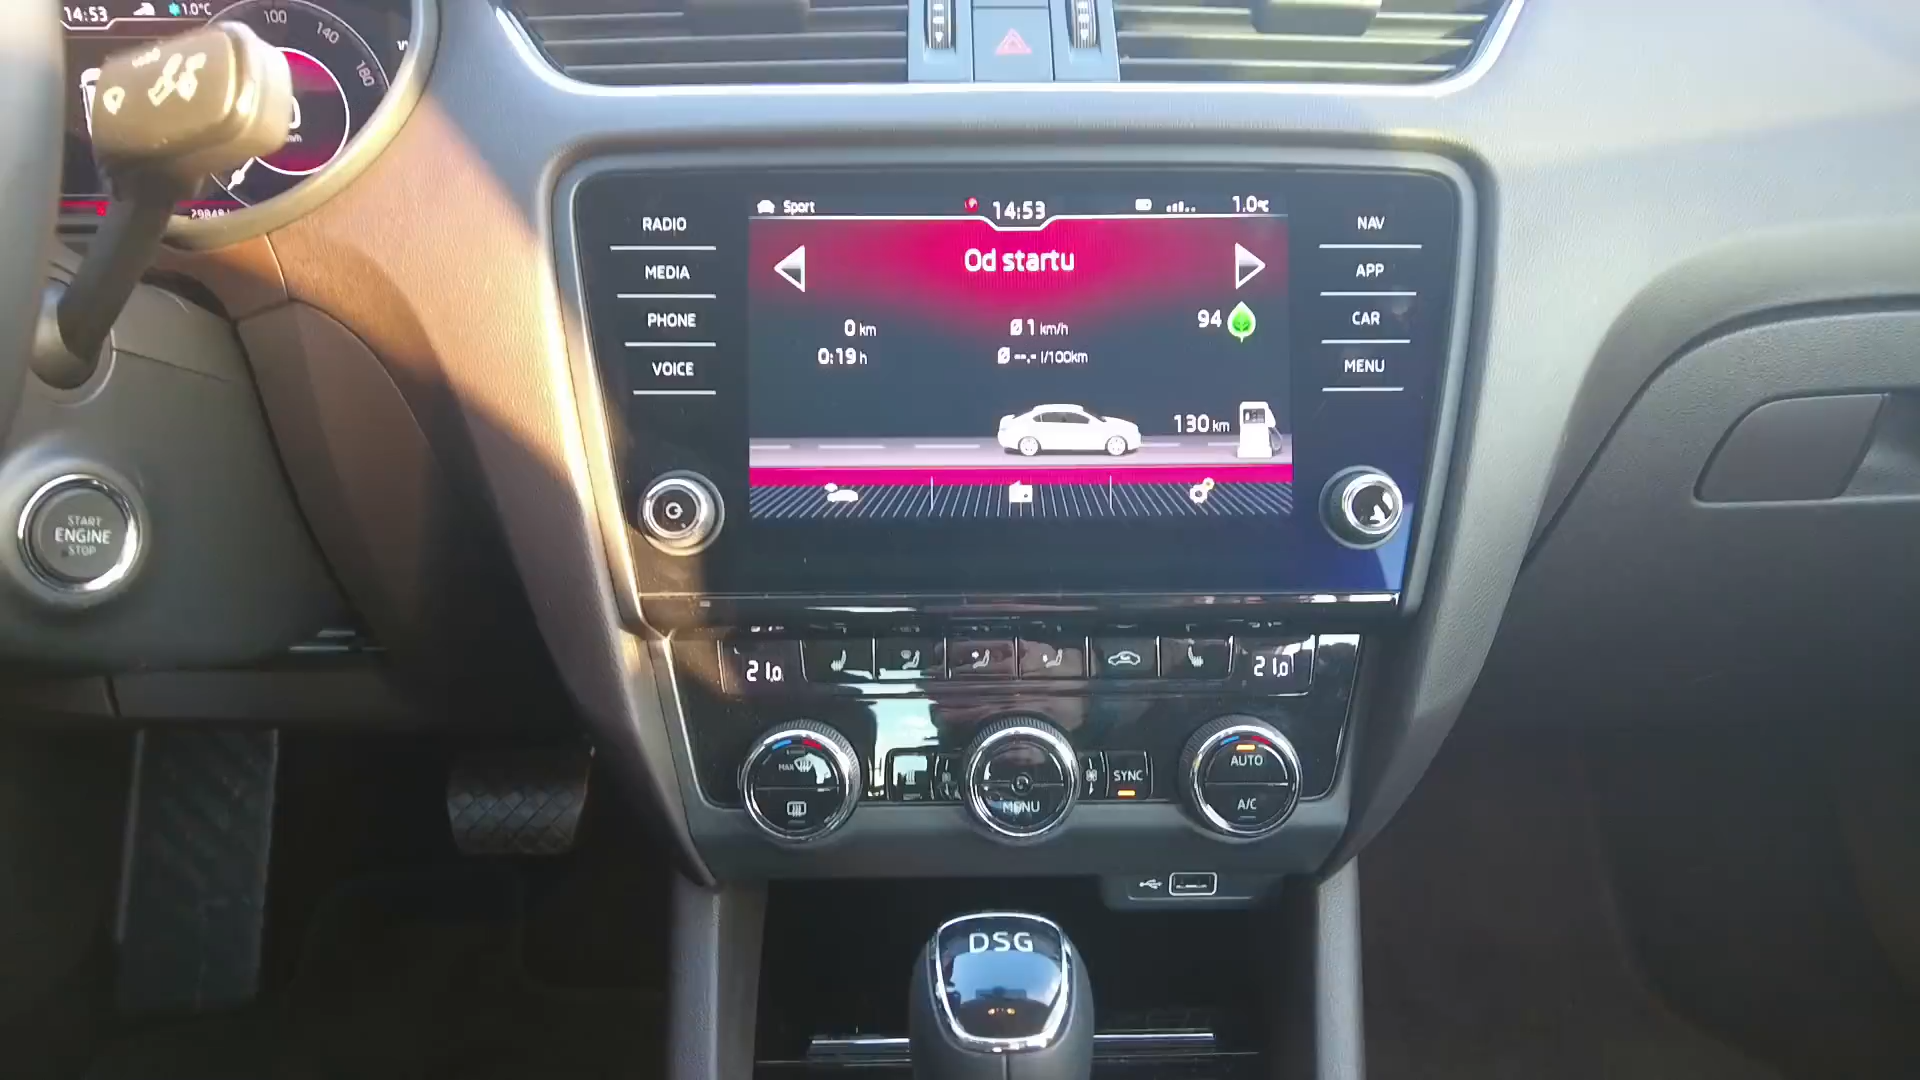 14:53
1.0°C
100
140
180
START
ENGINE
STOP
RADIO
MEDIA
PHONE
VOICE
Sport
14:53
1.0°C
Od startu
0 km
Ø 1 km/h
94
0:19 h
Ø --,- l/100km
130 km
NAV
APP
CAR
MENU
21.0
21.0
MAX
MENU
SYNC
AUTO
A/C
DSG